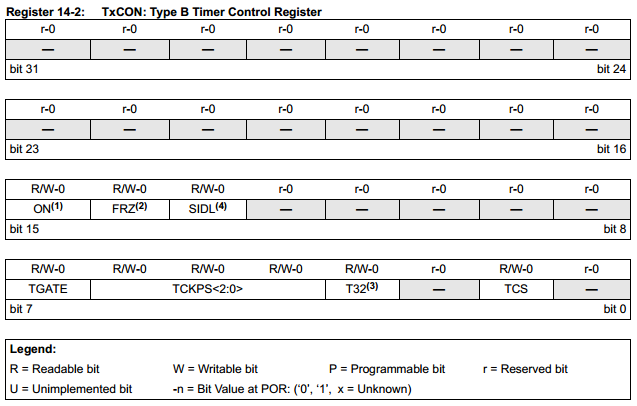 Register 14-2: TxCON: Type B Timer Control Register
r-0 r-0 r-0 r-0 r-0 r-0 r-0 r-0
— — — — — — — —
bit 31 bit 24
r-0 r-0 r-0 r-0 r-0 r-0 r-0 r-0
— — — — — — — —
bit 23 bit 16
R/W-0 R/W-0 R/W-0 r-0 r-0 r-0 r-0 r-0
ON(1) FRZ(2) SIDL(4) — — — — —
bit 15 bit 8
R/W-0 R/W-0 R/W-0 R/W-0 R/W-0 r-0 R/W-0 r-0
TGATE TCKPS<2:0> T32(3) — TCS —
bit 7 bit 0
Legend:
R = Readable bit W = Writable bit P = Programmable bit r = Reserved bit
U = Unimplemented bit -n = Bit Value at POR: (‘0’, ‘1’, x = Unknown)